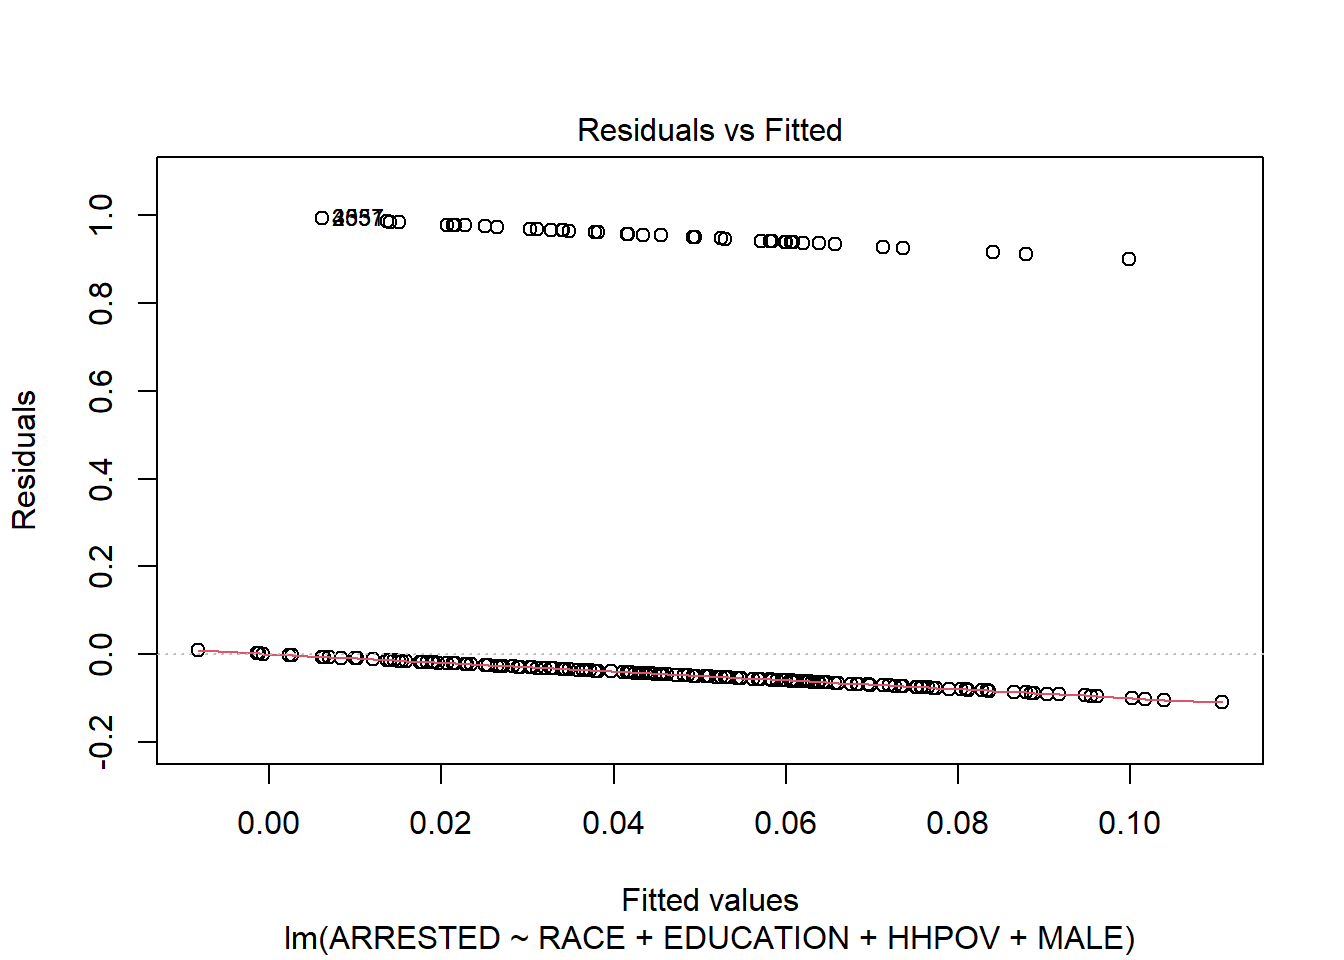 Residuals vs Fitted
1.0
0.8
0.6
0.4
0.2
0.0
-0.2
Residuals
0.00 0.02 0.04 0.06 0.08 0.10
Fitted values
lm(ARRESTED ~ RACE + EDUCATION + HHPOV + MALE)